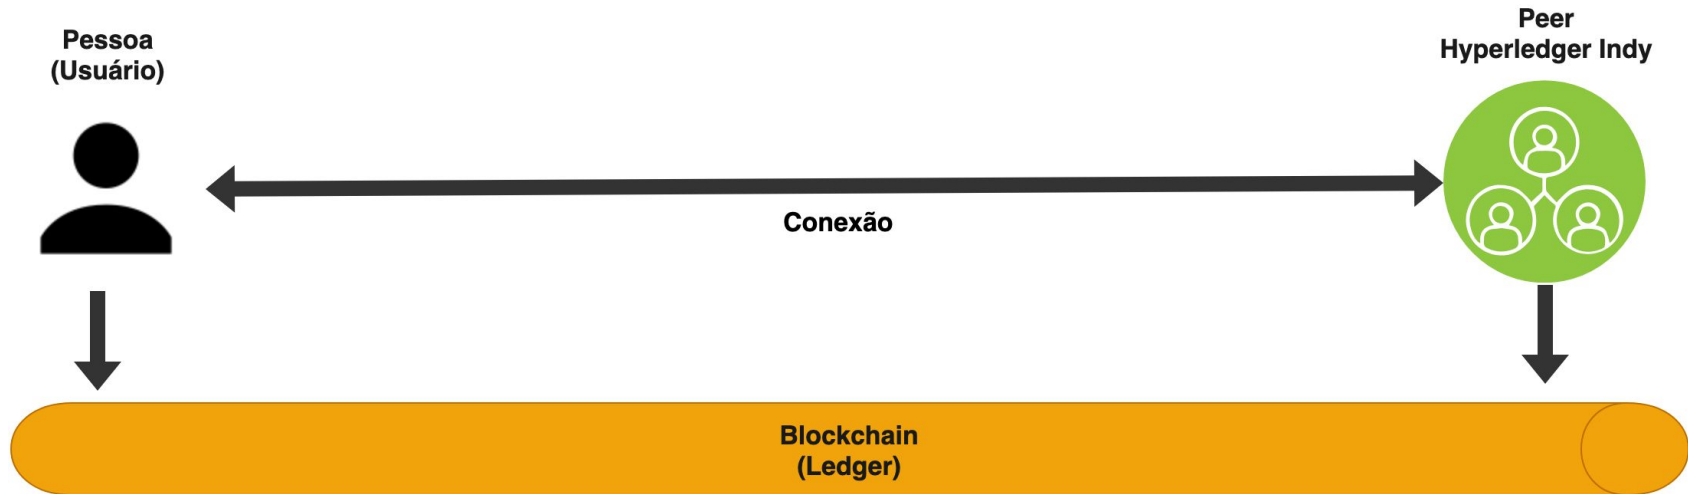 Pessoa
(Usuário)
Peer
Hyperledger Indy
Conexão
Blockchain
(Ledger)